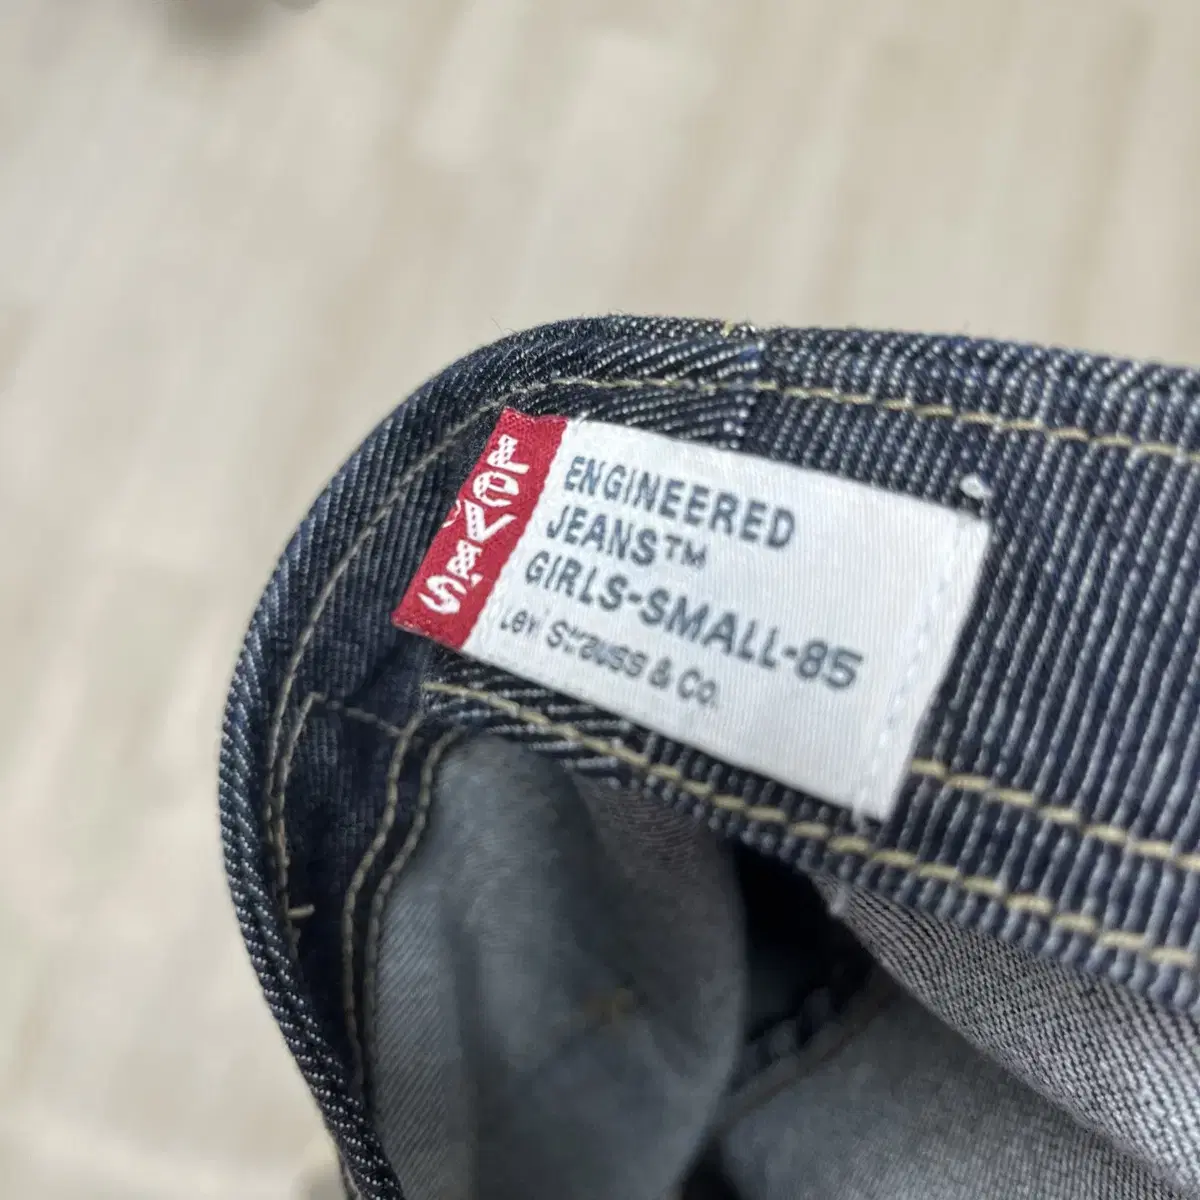 LEVI'S
ENGINEERED
JEANS™
GIRLS-SMALL-85
Levi Strauss & Co.